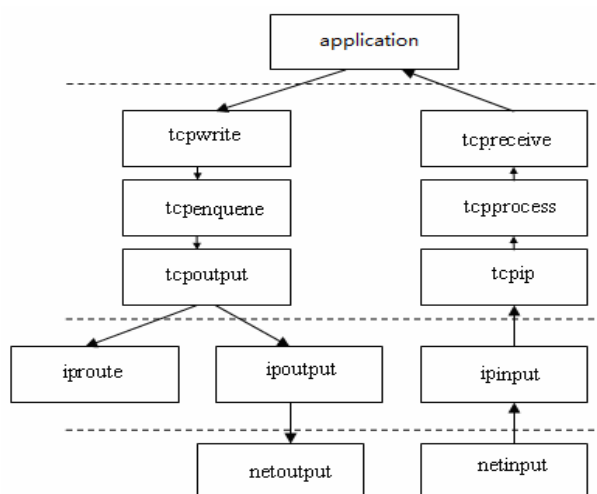 application
tcpwrite
tcpreceive
tcpenquene
tcpprocess
tcpoutput
tcpip
iproute
ipoutput
ipinput
netoutput
netinput